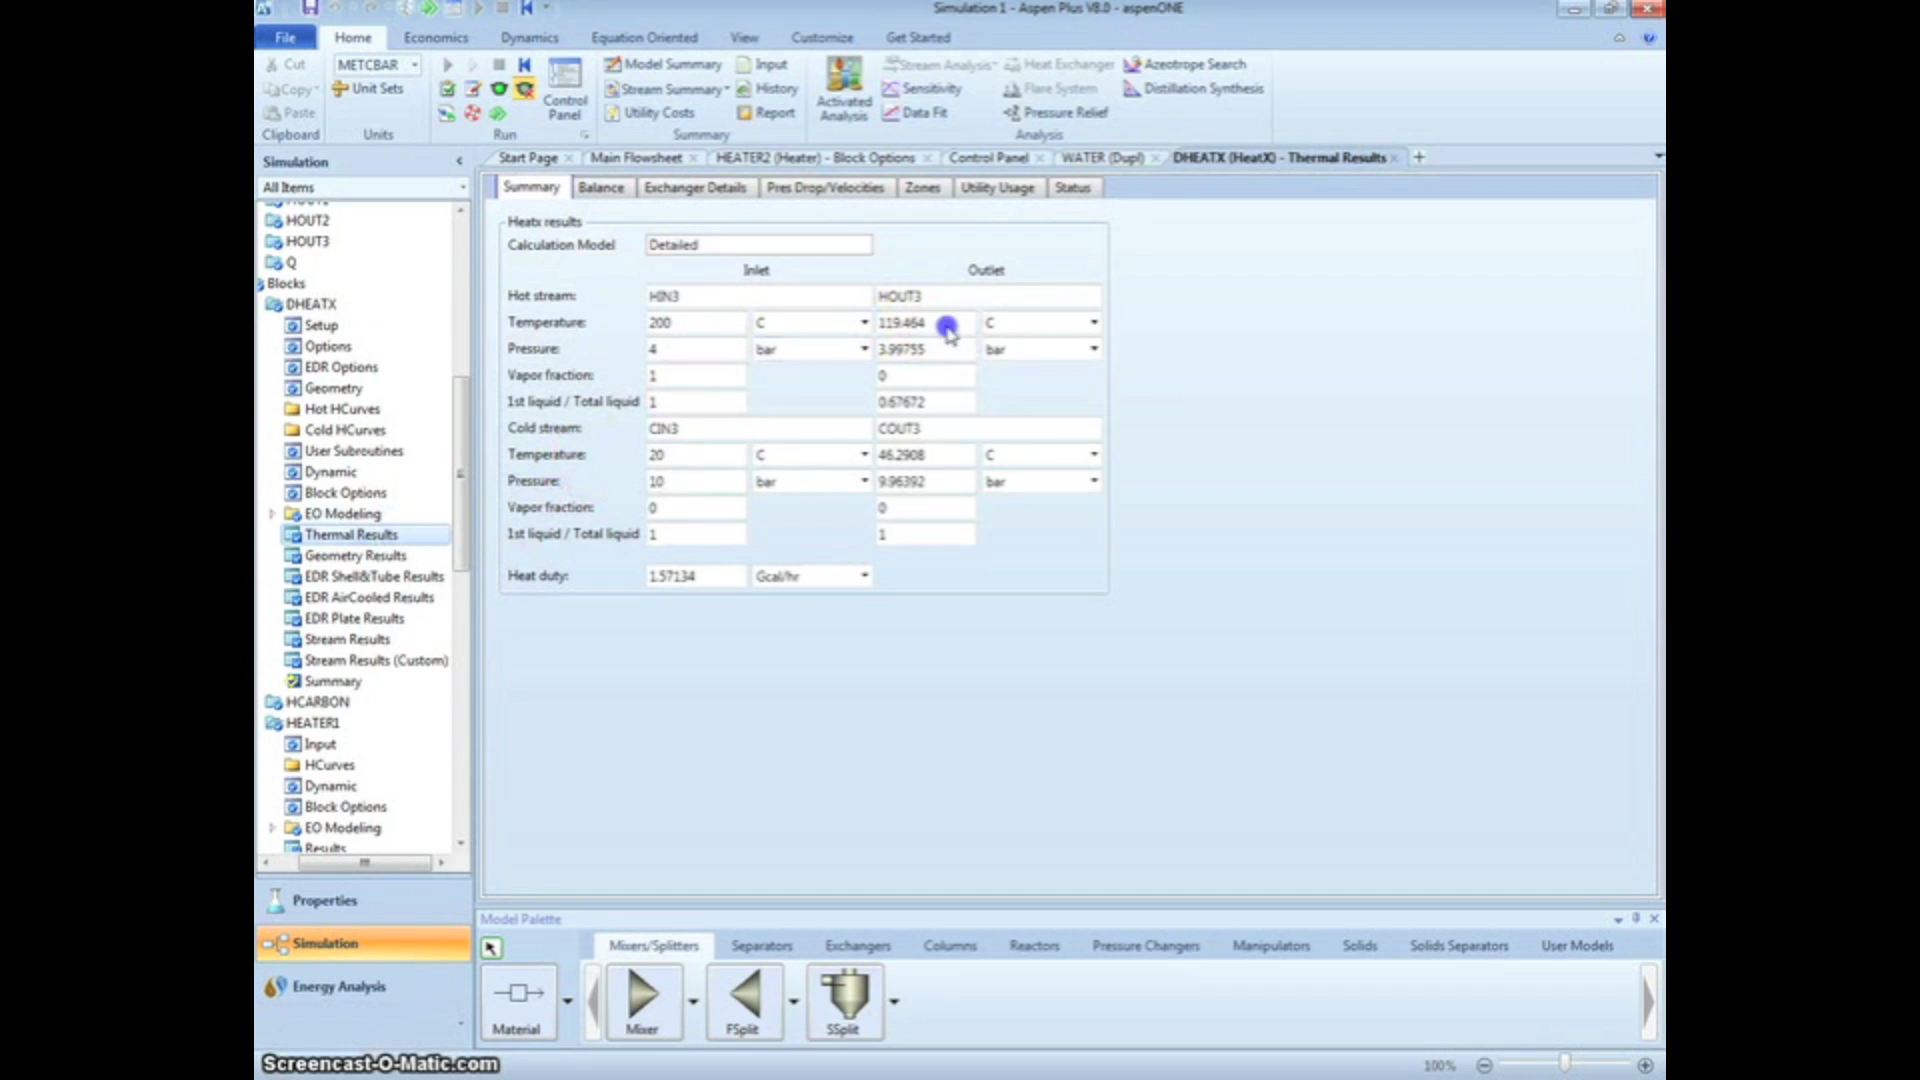 Simulation 1 - Aspen Plus V8.0 - aspenONE
File Home Economics Dynamics Equation Oriented View Customize Get Started
Cut METCBAR Model Summary Input Stream Analysis Heat Exchanger Azeotrope Search
Copy Unit Sets Stream Summary History Sensitivity Flare System Distillation Synthesis
Paste Control Panel Utility Costs Report Activated Analysis Data Fit Pressure Relief
Clipboard Units Run Summary Analysis
Simulation
Start Page Main Flowsheet HEATER2 (Heater) - Block Options Control Panel WATER (Dupl) DHEATX (HeatX) - Thermal Results
All Items
Summary Balance Exchanger Details Pres Drop/Velocities Zones Utility Usage Status
HOUT2
HOUT3
Q
Blocks
DHEATX
Setup
Options
EDR Options
Geometry
Hot HCurves
Cold HCurves
User Subroutines
Dynamic
Block Options
EO Modeling
Thermal Results
Geometry Results
EDR Shell&Tube Results
EDR AirCooled Results
EDR Plate Results
Stream Results
Stream Results (Custom)
Summary
HCARBON
HEATER1
Input
HCurves
Dynamic
Block Options
EO Modeling
Results
Heatx results
Calculation Model Detailed
Inlet Outlet
Hot stream: HIN3 HOUT3
Temperature: 200 C 119.464 C
Pressure: 4 bar 3.99755 bar
Vapor fraction: 1 0
1st liquid / Total liquid 1 0.67672
Cold stream: CIN3 COUT3
Temperature: 20 C 46.2908 C
Pressure: 10 bar 9.96392 bar
Vapor fraction: 0 0
1st liquid / Total liquid 1 1
Heat duty: 1.57134 Gcal/hr
Properties
Simulation
Energy Analysis
Model Palette
Mixers/Splitters Separators Exchangers Columns Reactors Pressure Changers Manipulators Solids Solids Separators User Models
Material Mixer FSplit SSplit
Screencast-O-Matic.com
100%